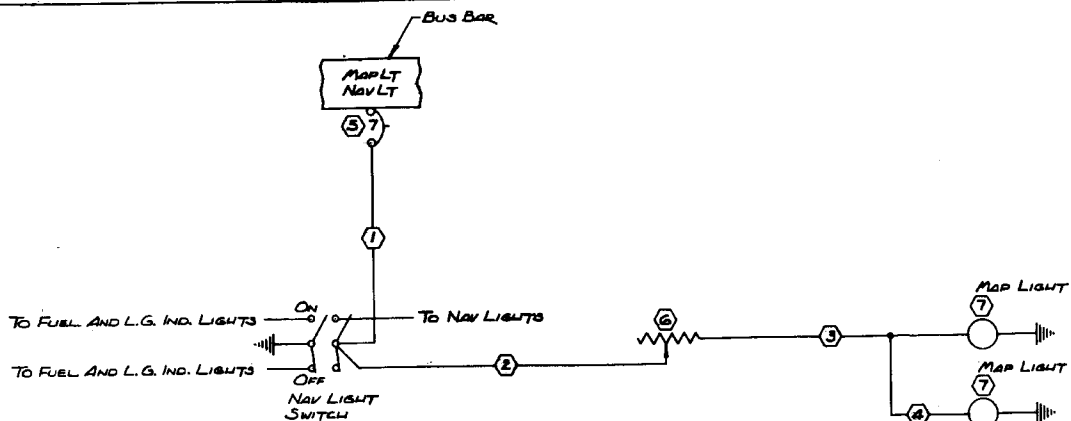 BUS BAR
MAP LT
NAV LT
5 7
1
ON
TO FUEL AND L.G. IND. LIGHTS
TO NAV LIGHTS
TO FUEL AND L.G. IND. LIGHTS
OFF
NAV LIGHT
SWITCH
2
6
3
MAP LIGHT
7
MAP LIGHT
7
4